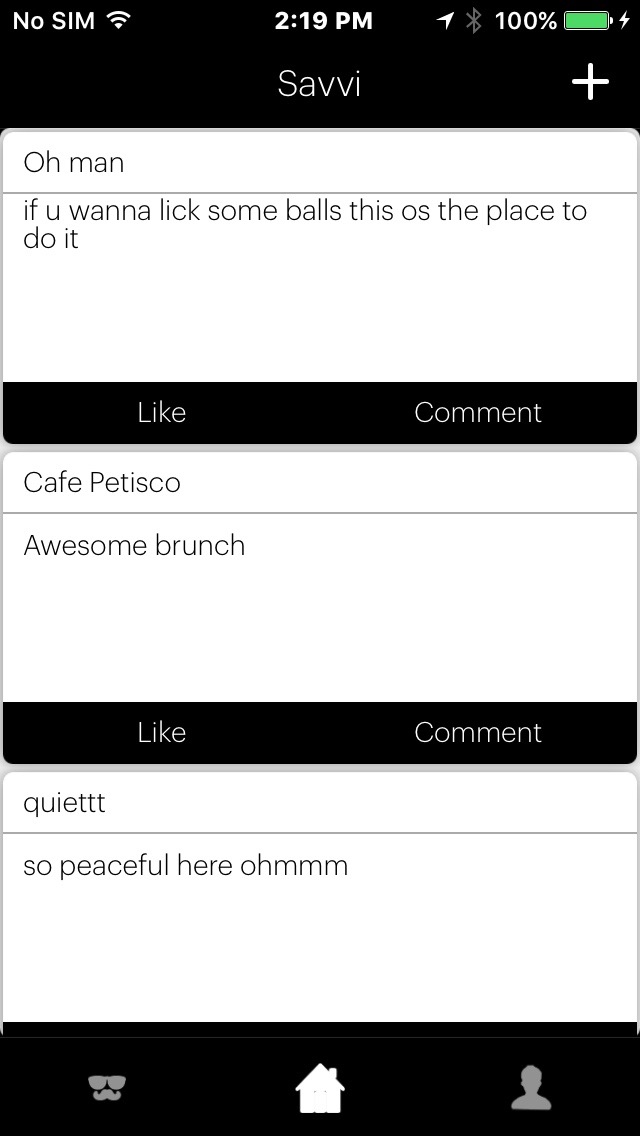 No SIM 2:19 PM 100%
Savvi
Oh man
if u wanna lick some balls this os the place to
do it
Like Comment
Cafe Petisco
Awesome brunch
Like Comment
quiettt
so peaceful here ohmmm